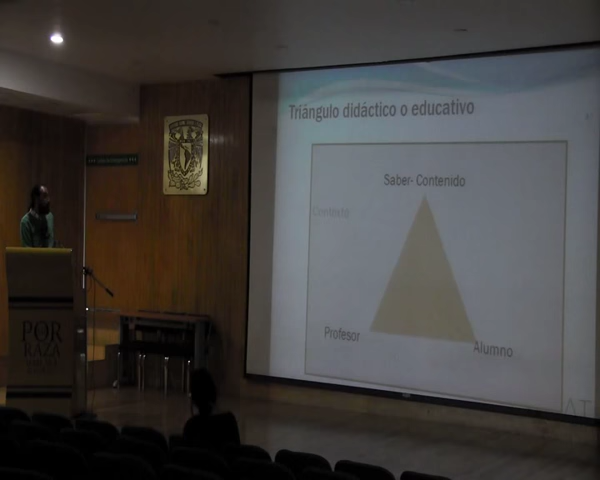 Triángulo didáctico o educativo
Saber- Contenido
Contexto
Profesor
Alumno
POR
RAZA